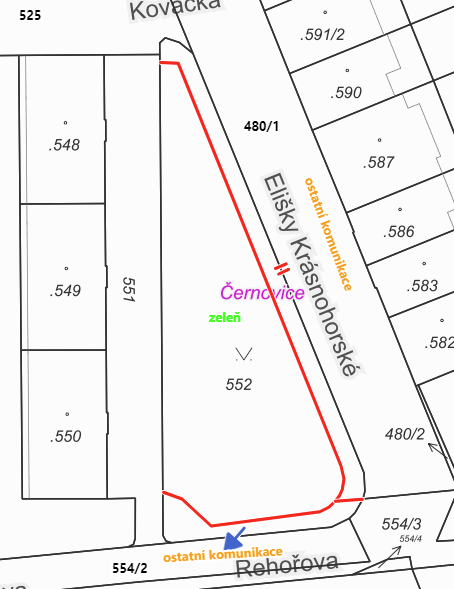 Kovácká
525
.591/2
.590
480/1
.548
.587
Elišky Krásnohorské
ostatní komunikace
.586
551
.549
Černovice
.583
zeleň
.582
552
.550
480/2
554/3
554/4
ostatní komunikace
554/2
Řehořova
va